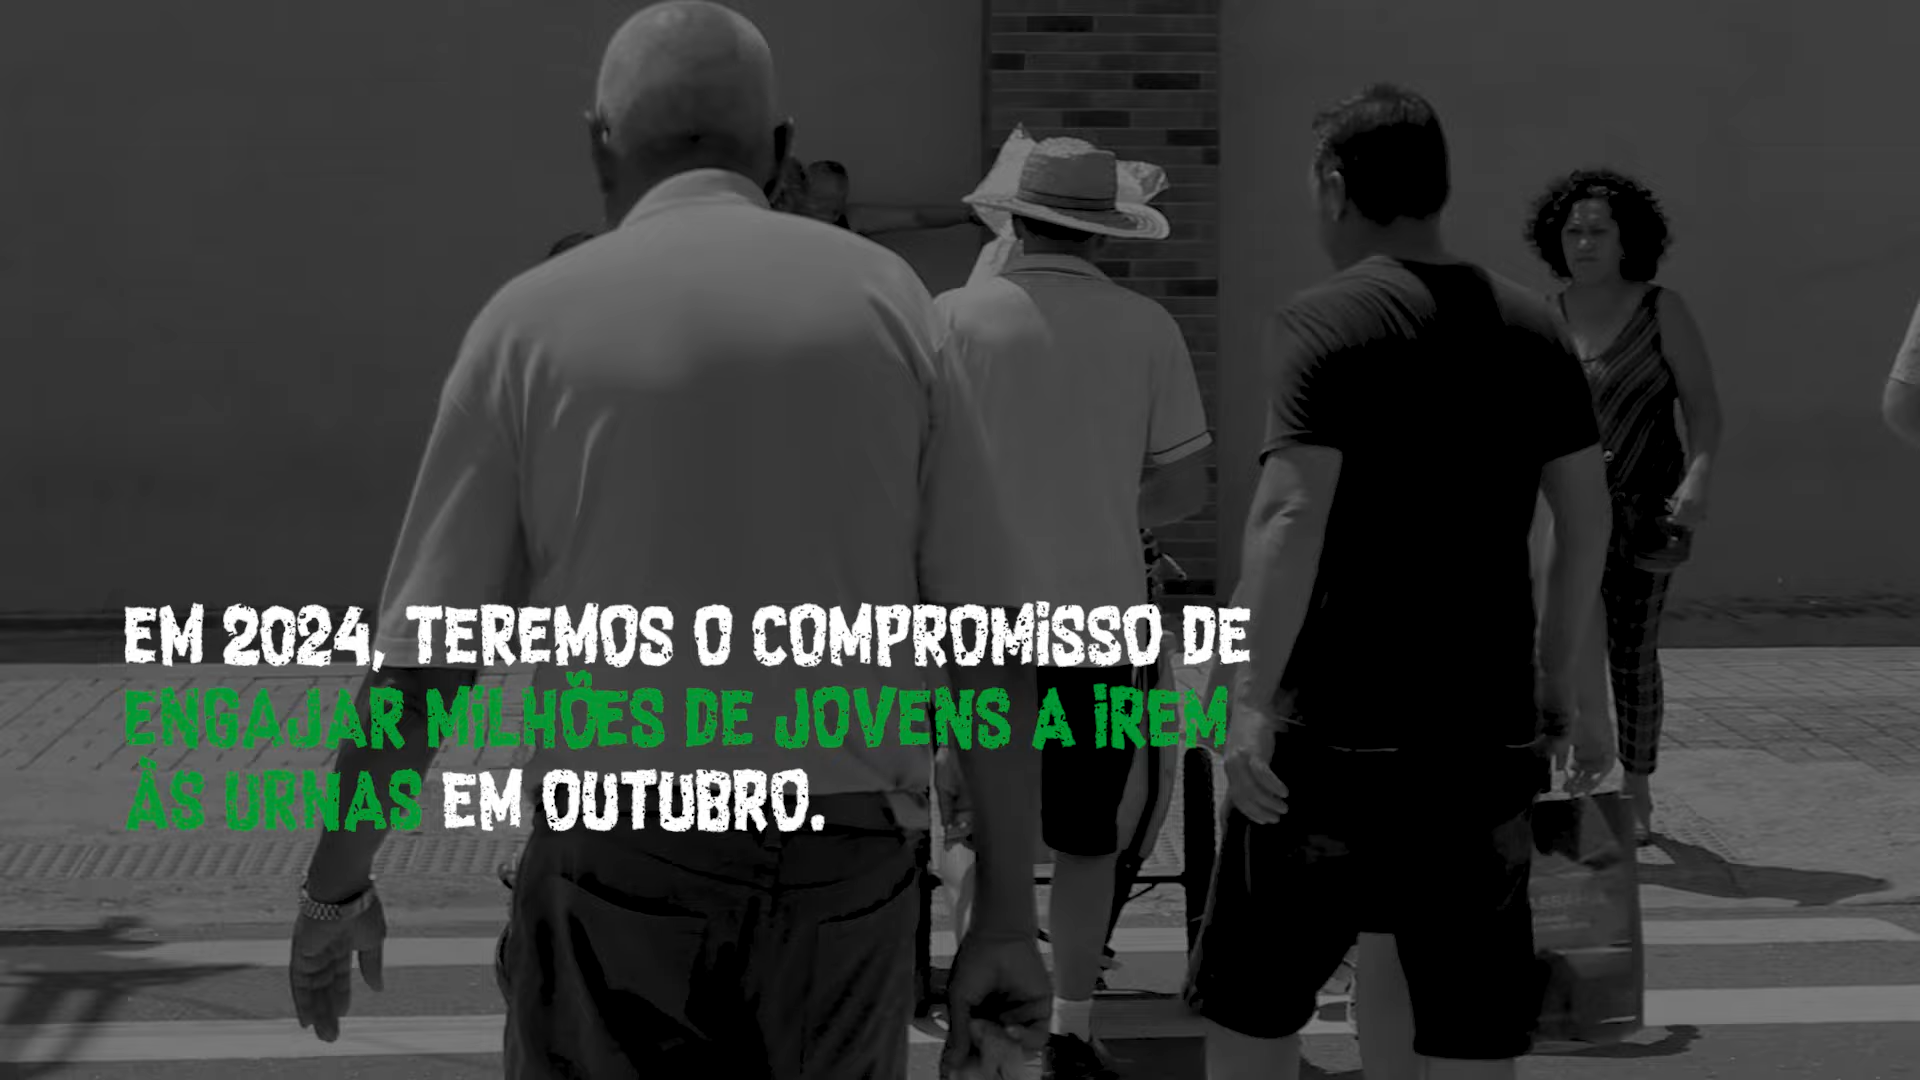 EM 2024, TEREMOS O COMPROMISSO DE
ENGAJAR MILHÕES DE JOVENS A IREM
ÀS URNAS EM OUTUBRO.